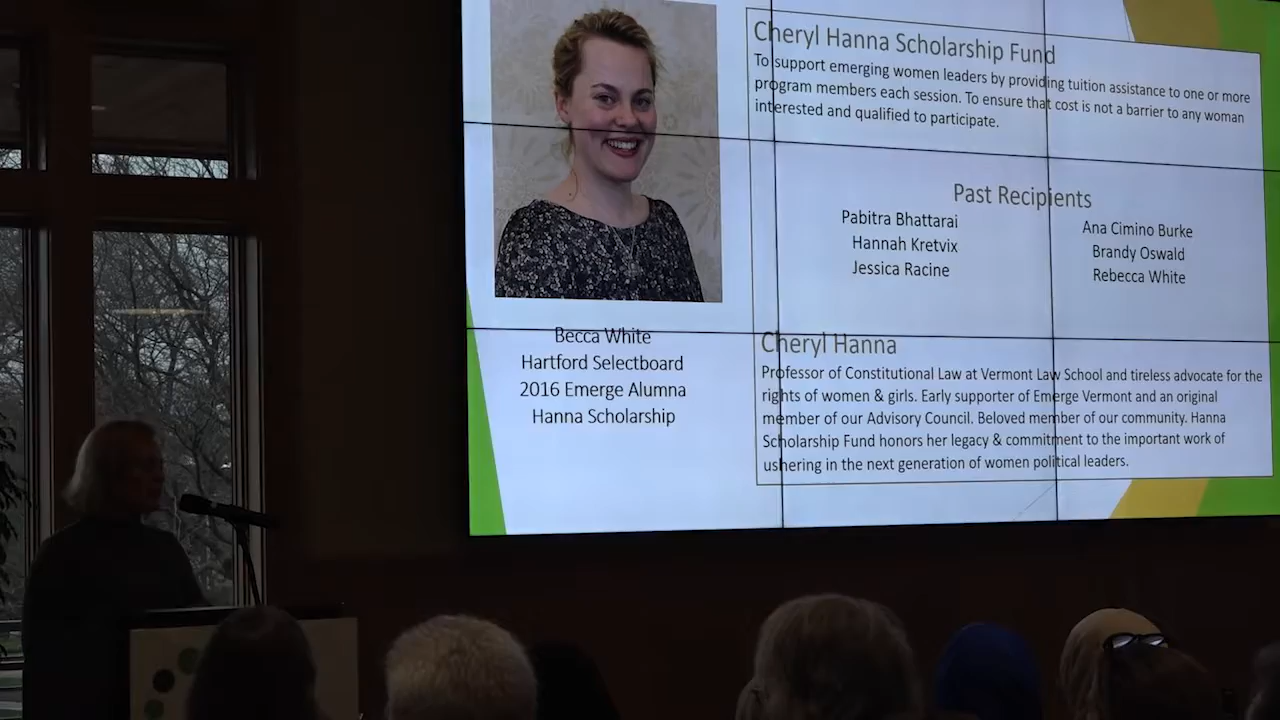 Cheryl Hanna Scholarship Fund
To support emerging women leaders by providing tuition assistance to one or more
program members each session. To ensure that cost is not a barrier to any woman
interested and qualified to participate.
Past Recipients
Pabitra Bhattarai
Hannah Kretvix
Jessica Racine
Ana Cimino Burke
Brandy Oswald
Rebecca White
Becca White
Hartford Selectboard
2016 Emerge Alumna
Hanna Scholarship
Cheryl Hanna
Professor of Constitutional Law at Vermont Law School and tireless advocate for the
rights of women & girls. Early supporter of Emerge Vermont and an original
member of our Advisory Council. Beloved member of our community. Hanna
Scholarship Fund honors her legacy & commitment to the important work of
ushering in the next generation of women political leaders.